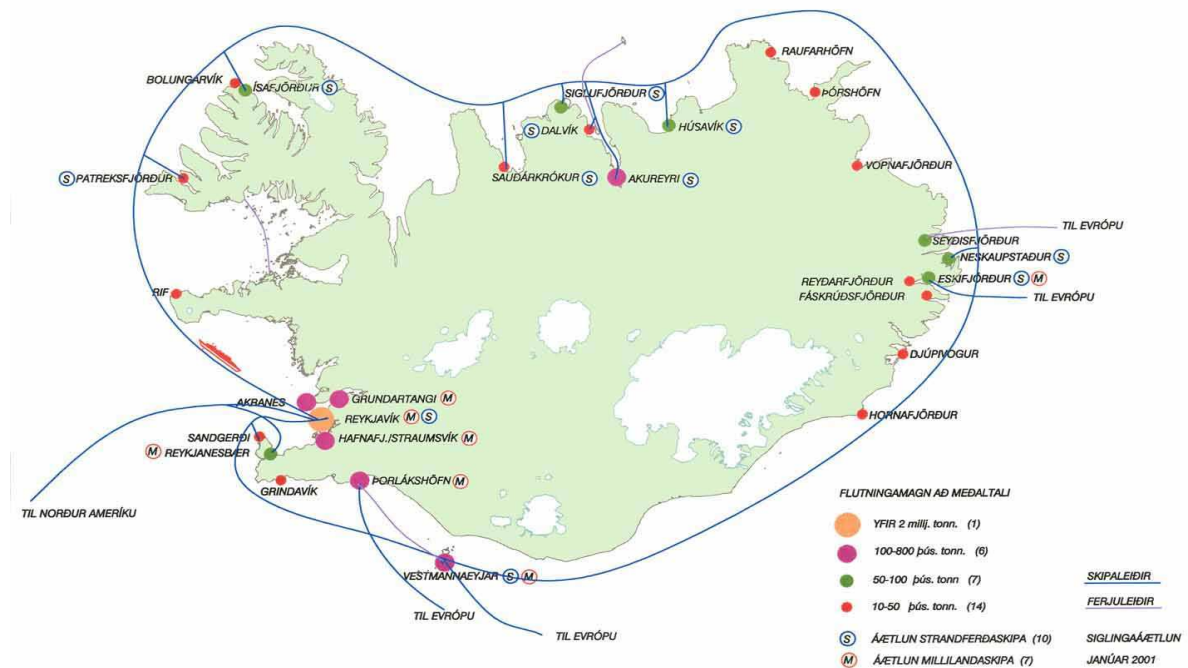 RAUFARHÖFN
BOLUNGARVÍK
ÍSAFJÖRÐUR S
SIGLUFJÖRÐUR S
ÞÓRSHÖFN
S DALVÍK
HÚSAVÍK S
VOPNAFJÖRÐUR
S PATREKSFJÖRÐUR
SAUÐÁRKRÓKUR S
AKUREYRI S
TIL EVRÓPU
SEYÐISFJÖRÐUR
NESKAUPSTAÐUR S
REYÐARFJÖRÐUR
ESKIFJÖRÐUR S M
RIF
FÁSKRÚÐSFJÖRÐUR
TIL EVRÓPU
DJÚPIVOGUR
AKRANES
GRUNDARTANGI M
REYKJAVÍK M S
HORNAFJÖRÐUR
SANDGERÐI
HAFNAFJ./STRAUMSVÍK M
M REYKJANESBÆR
GRINDAVÍK
ÞORLÁKSHÖFN M
TIL NORÐUR AMERÍKU
VESTMANNAEYJAR S M
TIL EVRÓPU
TIL EVRÓPU
FLUTNINGAMAGN AÐ MEÐALTALI
YFIR 2 millj. tonn. (1)
100-800 þús. tonn. (6)
50-100 þús. tonn (7)
10-50 þús. tonn. (14)
S ÁÆTLUN STRANDFERÐASKIPA (10)
M ÁÆTLUN MILLILANDASKIPA (7)
SKIPALEIÐIR
FERJULEIÐIR
SIGLINGAÁÆTLUN
JANÚAR 2001